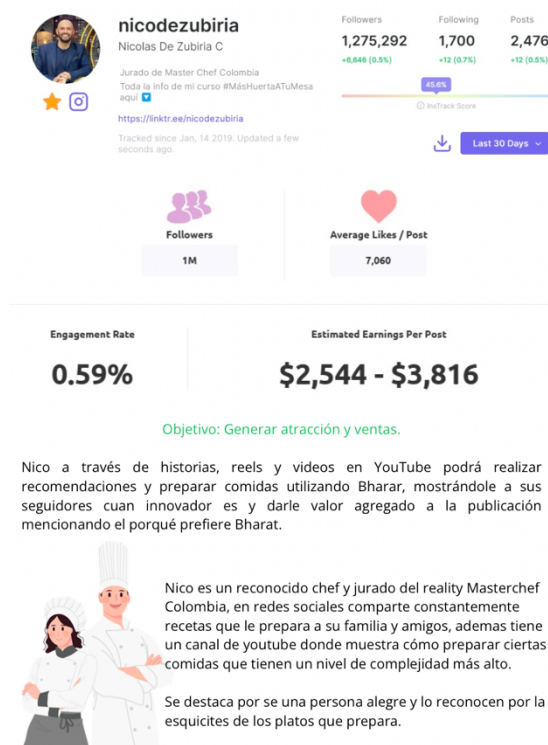 nicodezubiria
Nicolas De Zubiria C
Jurado de Master Chef Colombia
Toda la info de mi curso #MásHuertaATuMesa
aquí
https://linktr.ee/nicodezubiria
Tracked since Jan, 14 2019. Updated a few
seconds ago.
Followers Following Posts
1,275,292 1,700 2,476
+6,646 (0.5%) +12 (0.7%) +12 (0.5%)
45.6%
InsTrack Score
Last 30 Days
Followers
1M
Average Likes / Post
7,060
Engagement Rate
0.59%
Estimated Earnings Per Post
$2,544 - $3,816
Objetivo: Generar atracción y ventas.
Nico a través de historias, reels y videos en YouTube podrá realizar
recomendaciones y preparar comidas utilizando Bharar, mostrándole a sus
seguidores cuan innovador es y darle valor agregado a la publicación
mencionando el porqué prefiere Bharat.
Nico es un reconocido chef y jurado del reality Masterchef
Colombia, en redes sociales comparte constantemente
recetas que le prepara a su familia y amigos, ademas tiene
un canal de youtube donde muestra cómo preparar ciertas
comidas que tienen un nivel de complejidad más alto.
Se destaca por se una persona alegre y lo reconocen por la
esquicites de los platos que prepara.